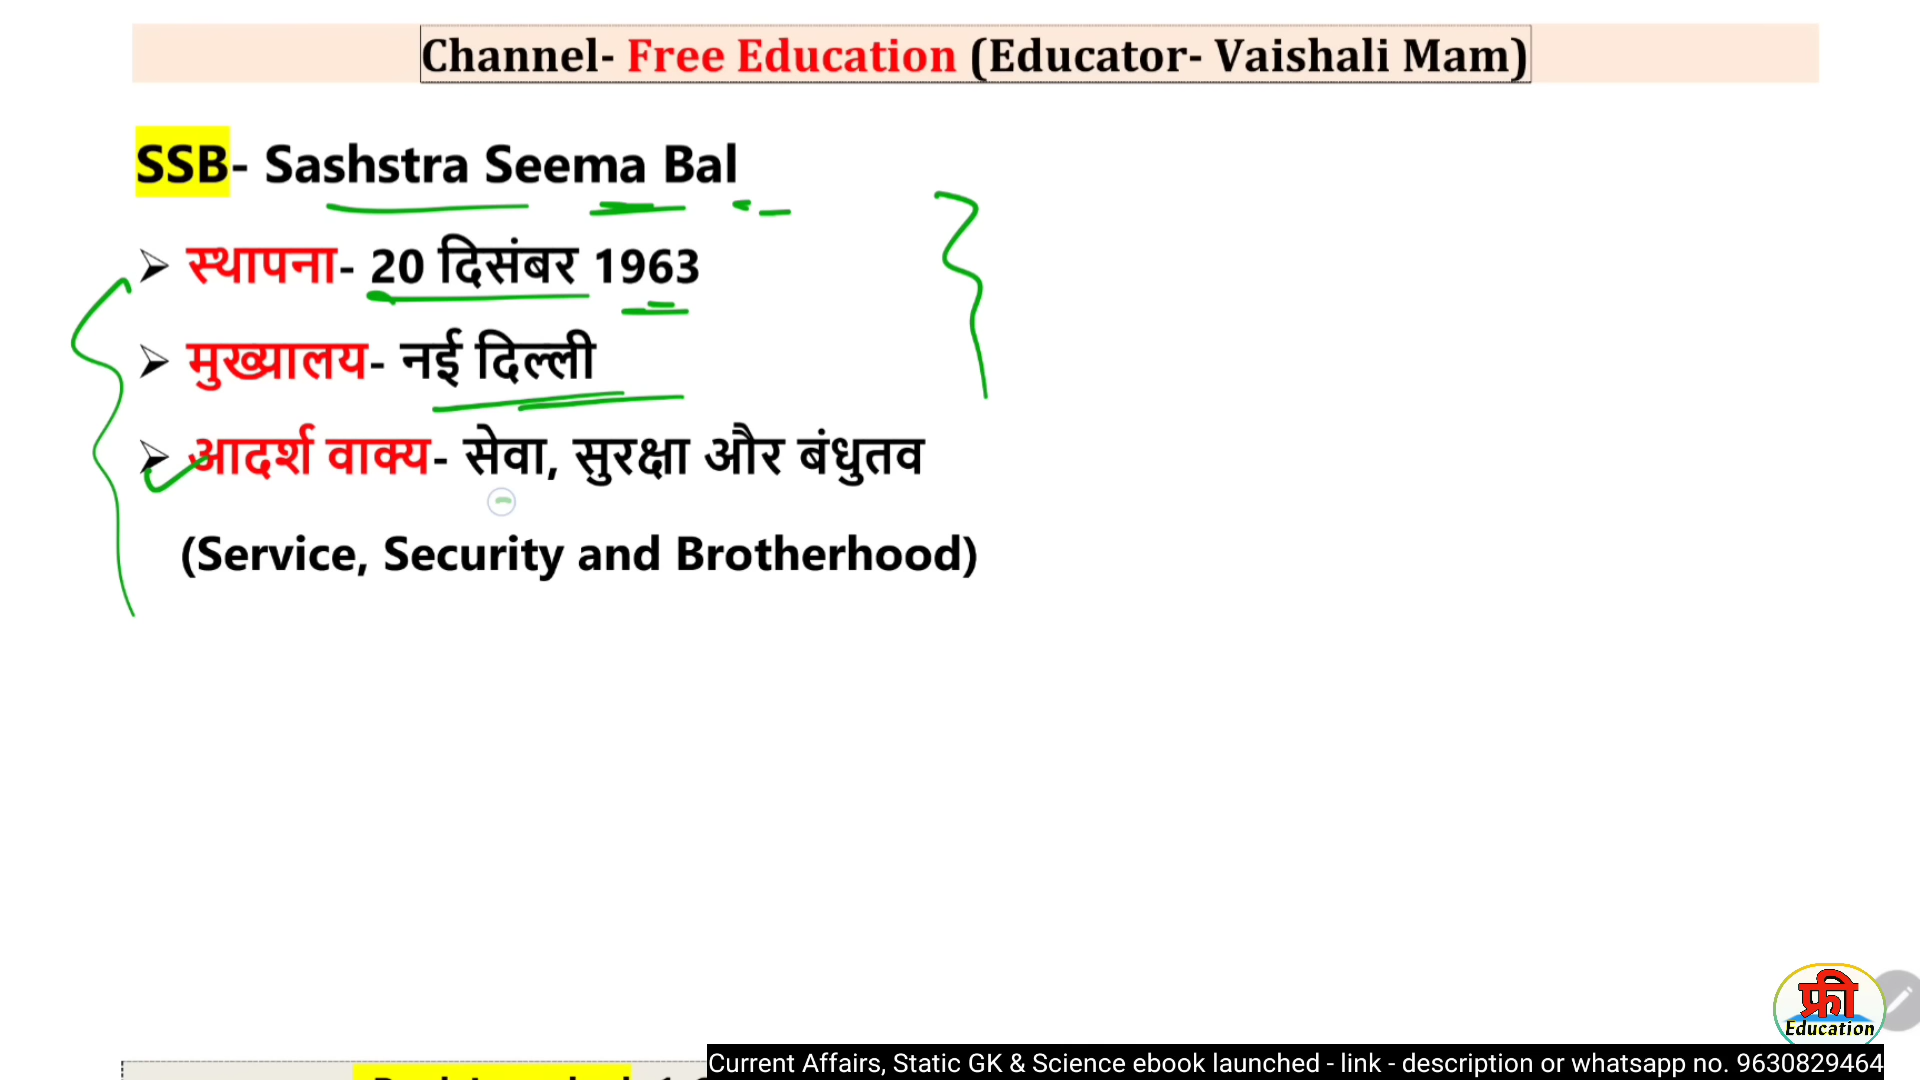 Channel- Free Education (Educator- Vaishali Mam)
SSB- Sashstra Seema Bal
➢ स्थापना- 20 दिसंबर 1963
➢ मुख्यालय- नई दिल्ली
➢ आदर्श वाक्य- सेवा, सुरक्षा और बंधुतव
(Service, Security and Brotherhood)
फ्री
Education
Current Affairs, Static GK & Science ebook launched - link - description or whatsapp no. 9630829464